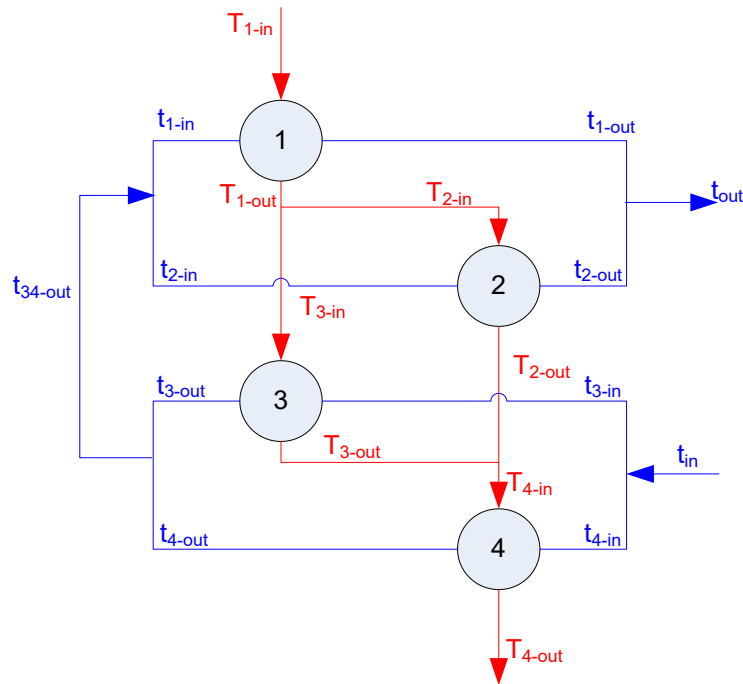 T1-in
t1-in
1
t1-out
T1-out
T2-in
tout
t2-in
2
t2-out
t34-out
T3-in
T2-out
t3-out
3
t3-in
T3-out
tin
T4-in
t4-out
4
t4-in
T4-out